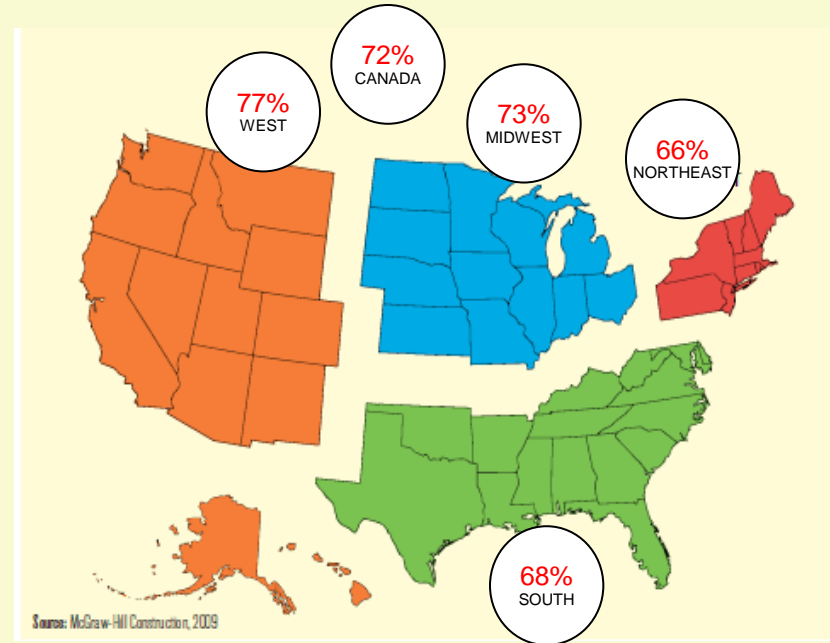 72%
CANADA
77%
WEST
73%
MIDWEST
66%
NORTHEAST
68%
SOUTH
Source: McGraw-Hill Construction, 2009